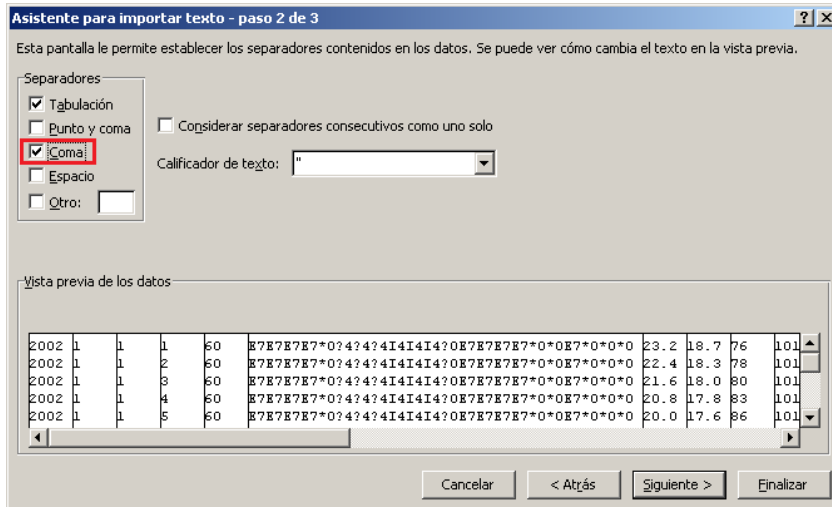 Asistente para importar texto - paso 2 de 3
Esta pantalla le permite establecer los separadores contenidos en los datos. Se puede ver cómo cambia el texto en la vista previa.
Separadores
Tabulación
Punto y coma
Coma
Espacio
Otro:
Considerar separadores consecutivos como uno solo
Calificador de texto: "
Vista previa de los datos
2002 1 1 1 60 E7E7E7E7*0?4?4?4I4I4I4?0E7E7E7E7*0*0E7*0*0*0 23.2 18.7 76 101
2002 1 1 2 60 E7E7E7E7*0?4?4?4I4I4I4?0E7E7E7E7*0*0E7*0*0*0 22.4 18.3 78 101
2002 1 1 3 60 E7E7E7E7*0?4?4?4I4I4I4?0E7E7E7E7*0*0E7*0*0*0 21.6 18.0 80 101
2002 1 1 4 60 E7E7E7E7*0?4?4?4I4I4I4?0E7E7E7E7*0*0E7*0*0*0 20.8 17.8 83 101
2002 1 1 5 60 E7E7E7E7*0?4?4?4I4I4I4?0E7E7E7E7*0*0E7*0*0*0 20.0 17.6 86 101
Cancelar < Atrás Siguiente > Finalizar